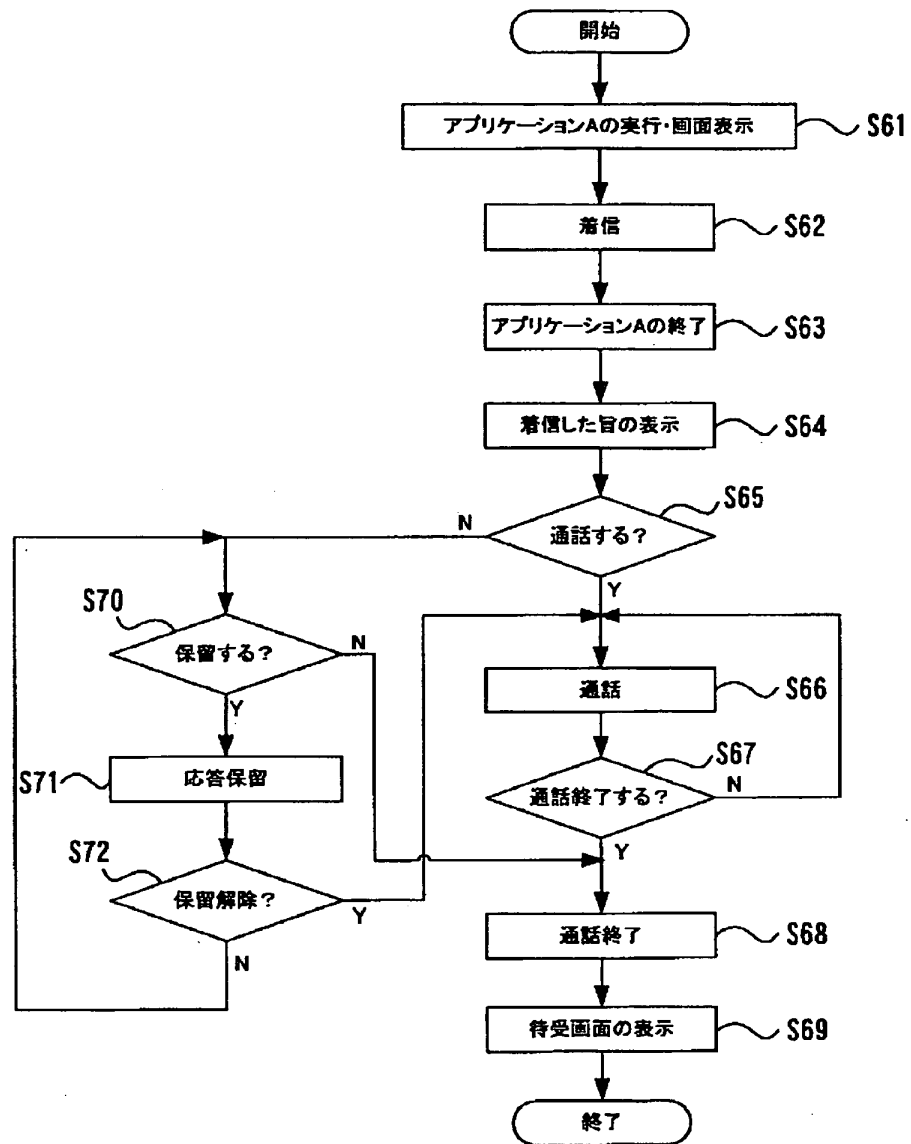 開始
アプリケーションAの実行・画面表示
S61
着信
S62
アプリケーションAの終了
S63
着信した旨の表示
S64
通話する?
S65
N
Y
S70
保留する?
N
Y
通話
S66
S71
応答保留
通話終了する?
S67
N
Y
S72
保留解除?
Y
N
通話終了
S68
待受画面の表示
S69
終了